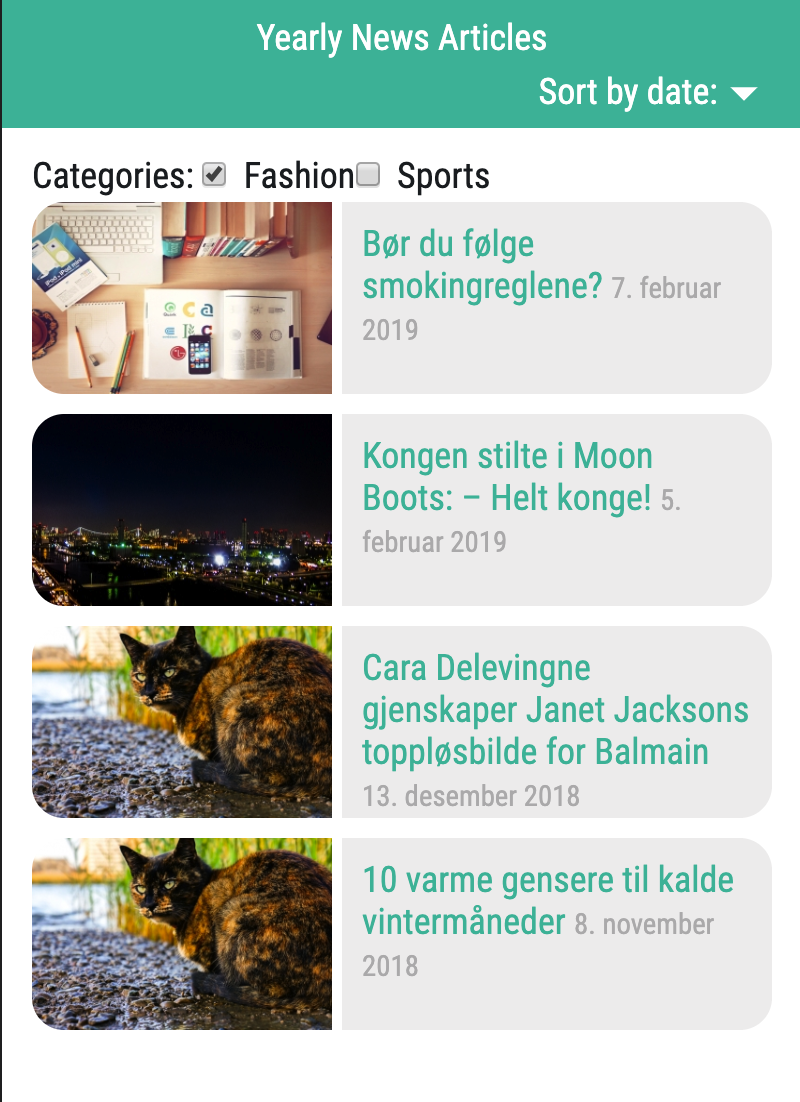 Yearly News Articles
Sort by date:
Categories: Fashion Sports
Bør du følge
smokingreglene? 7. februar
2019
Kongen stilte i Moon
Boots: – Helt konge! 5.
februar 2019
Cara Delevingne
gjenskaper Janet Jacksons
toppløsbilde for Balmain
13. desember 2018
10 varme gensere til kalde
vintermåneder 8. november
2018